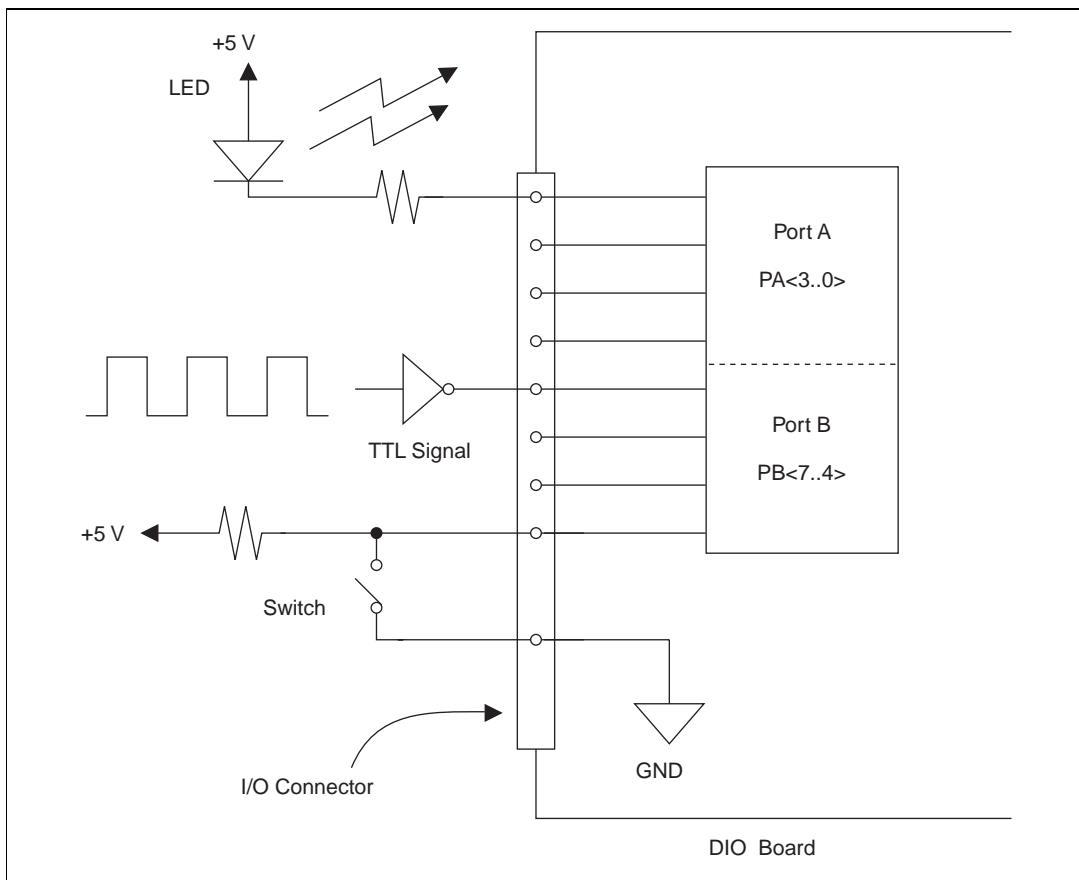 +5 V
LED
Port A
PA<3..0>
TTL Signal
Port B
PB<7..4>
+5 V
Switch
I/O Connector
GND
DIO Board